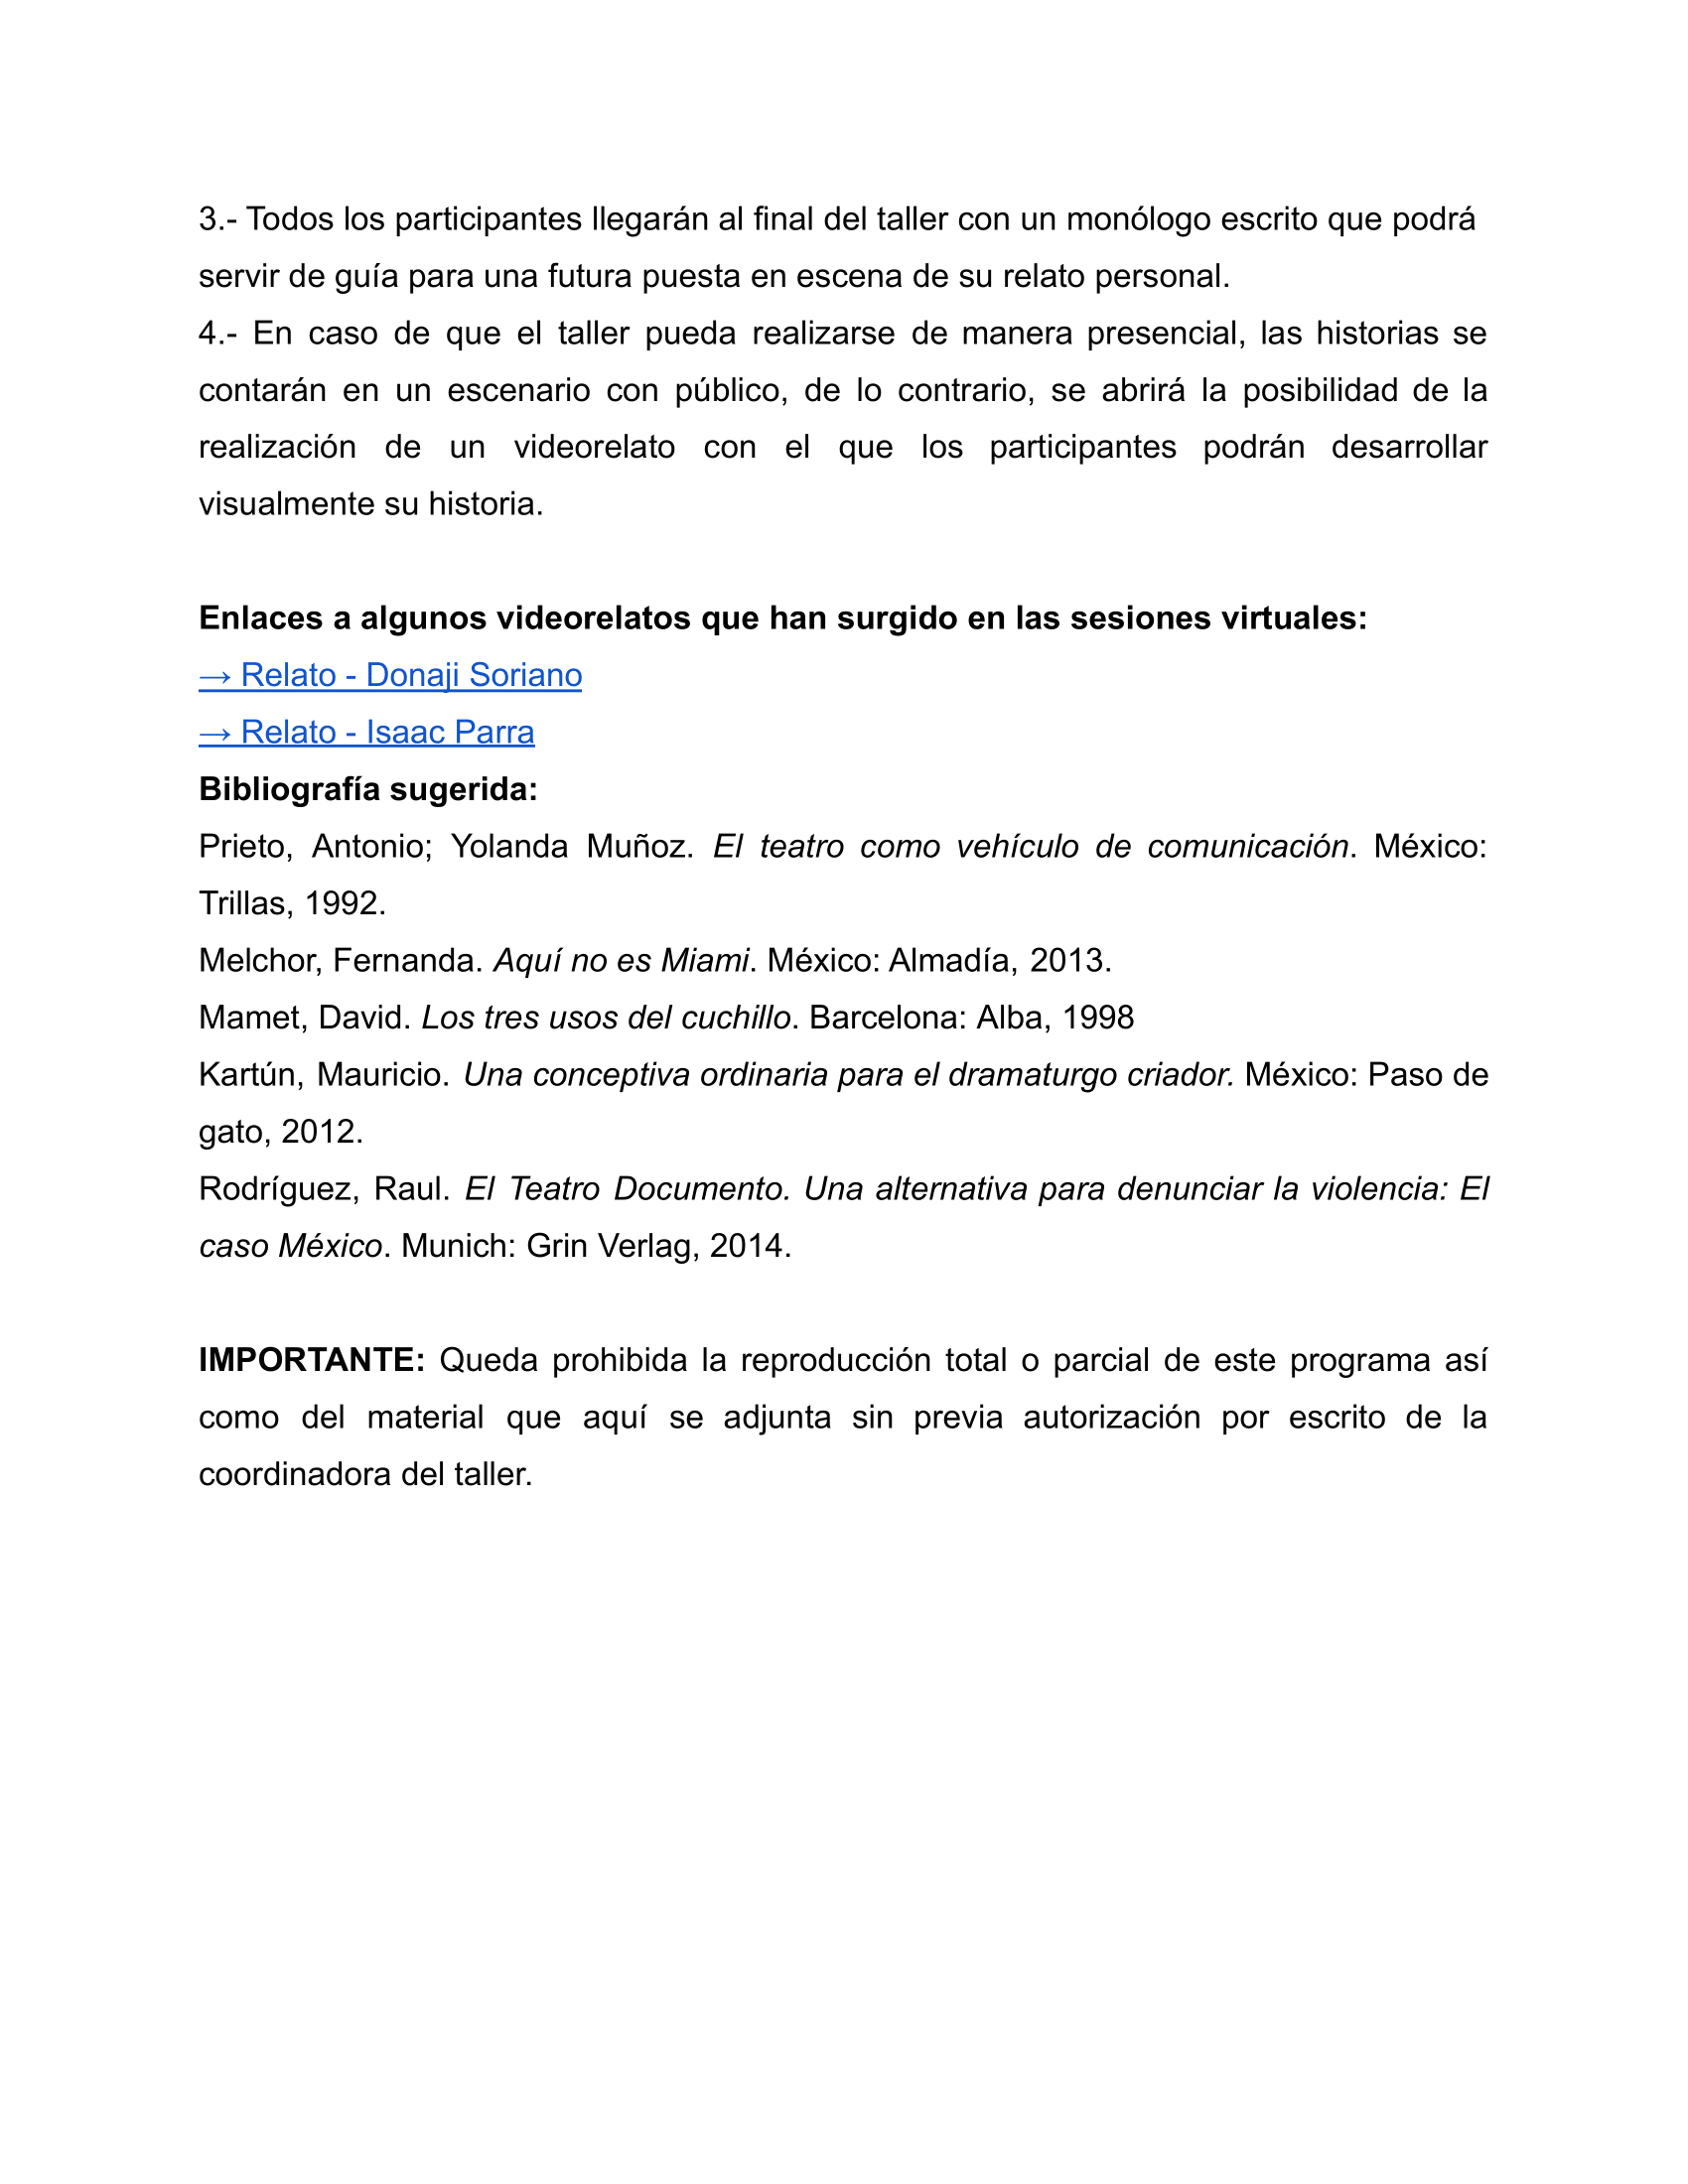 3.- Todos los participantes llegarán al final del taller con un monólogo escrito que podrá
servir de guía para una futura puesta en escena de su relato personal.
4.- En caso de que el taller pueda realizarse de manera presencial, las historias se
contarán en un escenario con público, de lo contrario, se abrirá la posibilidad de la
realización de un videorelato con el que los participantes podrán desarrollar
visualmente su historia.
Enlaces a algunos videorelatos que han surgido en las sesiones virtuales:
→ Relato - Donaji Soriano
→ Relato - Isaac Parra
Bibliografía sugerida:
Prieto, Antonio; Yolanda Muñoz. El teatro como vehículo de comunicación. México:
Trillas, 1992.
Melchor, Fernanda. Aquí no es Miami. México: Almadía, 2013.
Mamet, David. Los tres usos del cuchillo. Barcelona: Alba, 1998
Kartún, Mauricio. Una conceptiva ordinaria para el dramaturgo criador. México: Paso de
gato, 2012.
Rodríguez, Raul. El Teatro Documento. Una alternativa para denunciar la violencia: El
caso México. Munich: Grin Verlag, 2014.
IMPORTANTE: Queda prohibida la reproducción total o parcial de este programa así
como del material que aquí se adjunta sin previa autorización por escrito de la
coordinadora del taller.